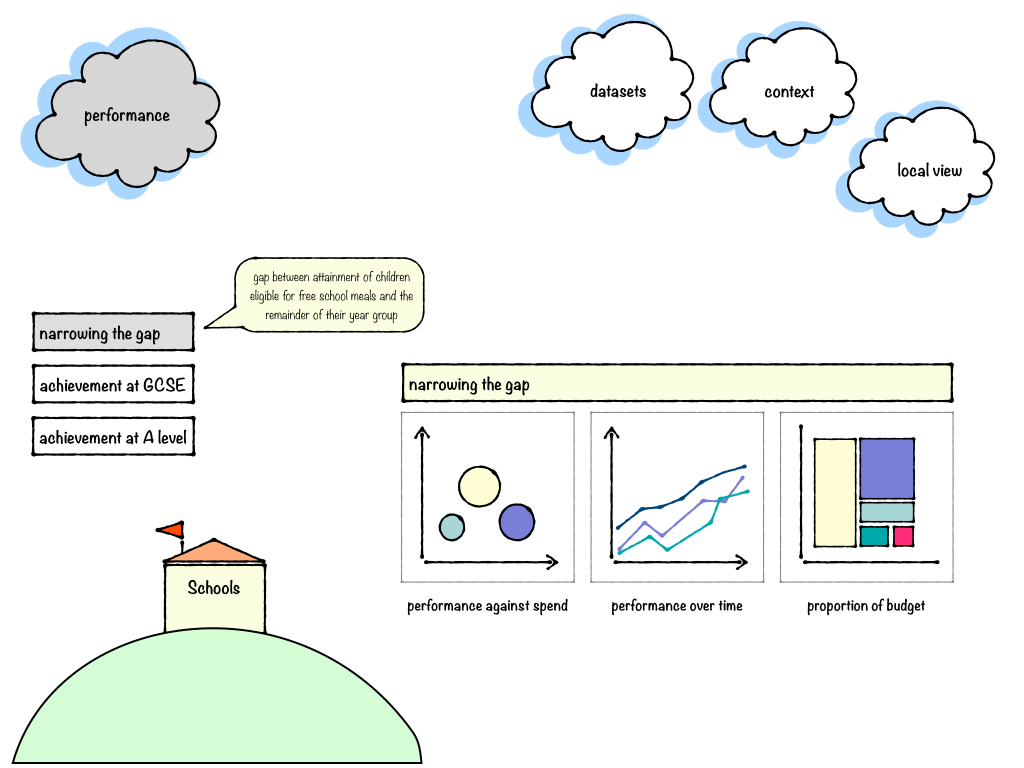 performance
datasets
context
local view
gap between attainment of children
eligible for free school meals and the
remainder of their year group
narrowing the gap
achievement at GCSE
achievement at A level
narrowing the gap
performance against spend
performance over time
proportion of budget
Schools